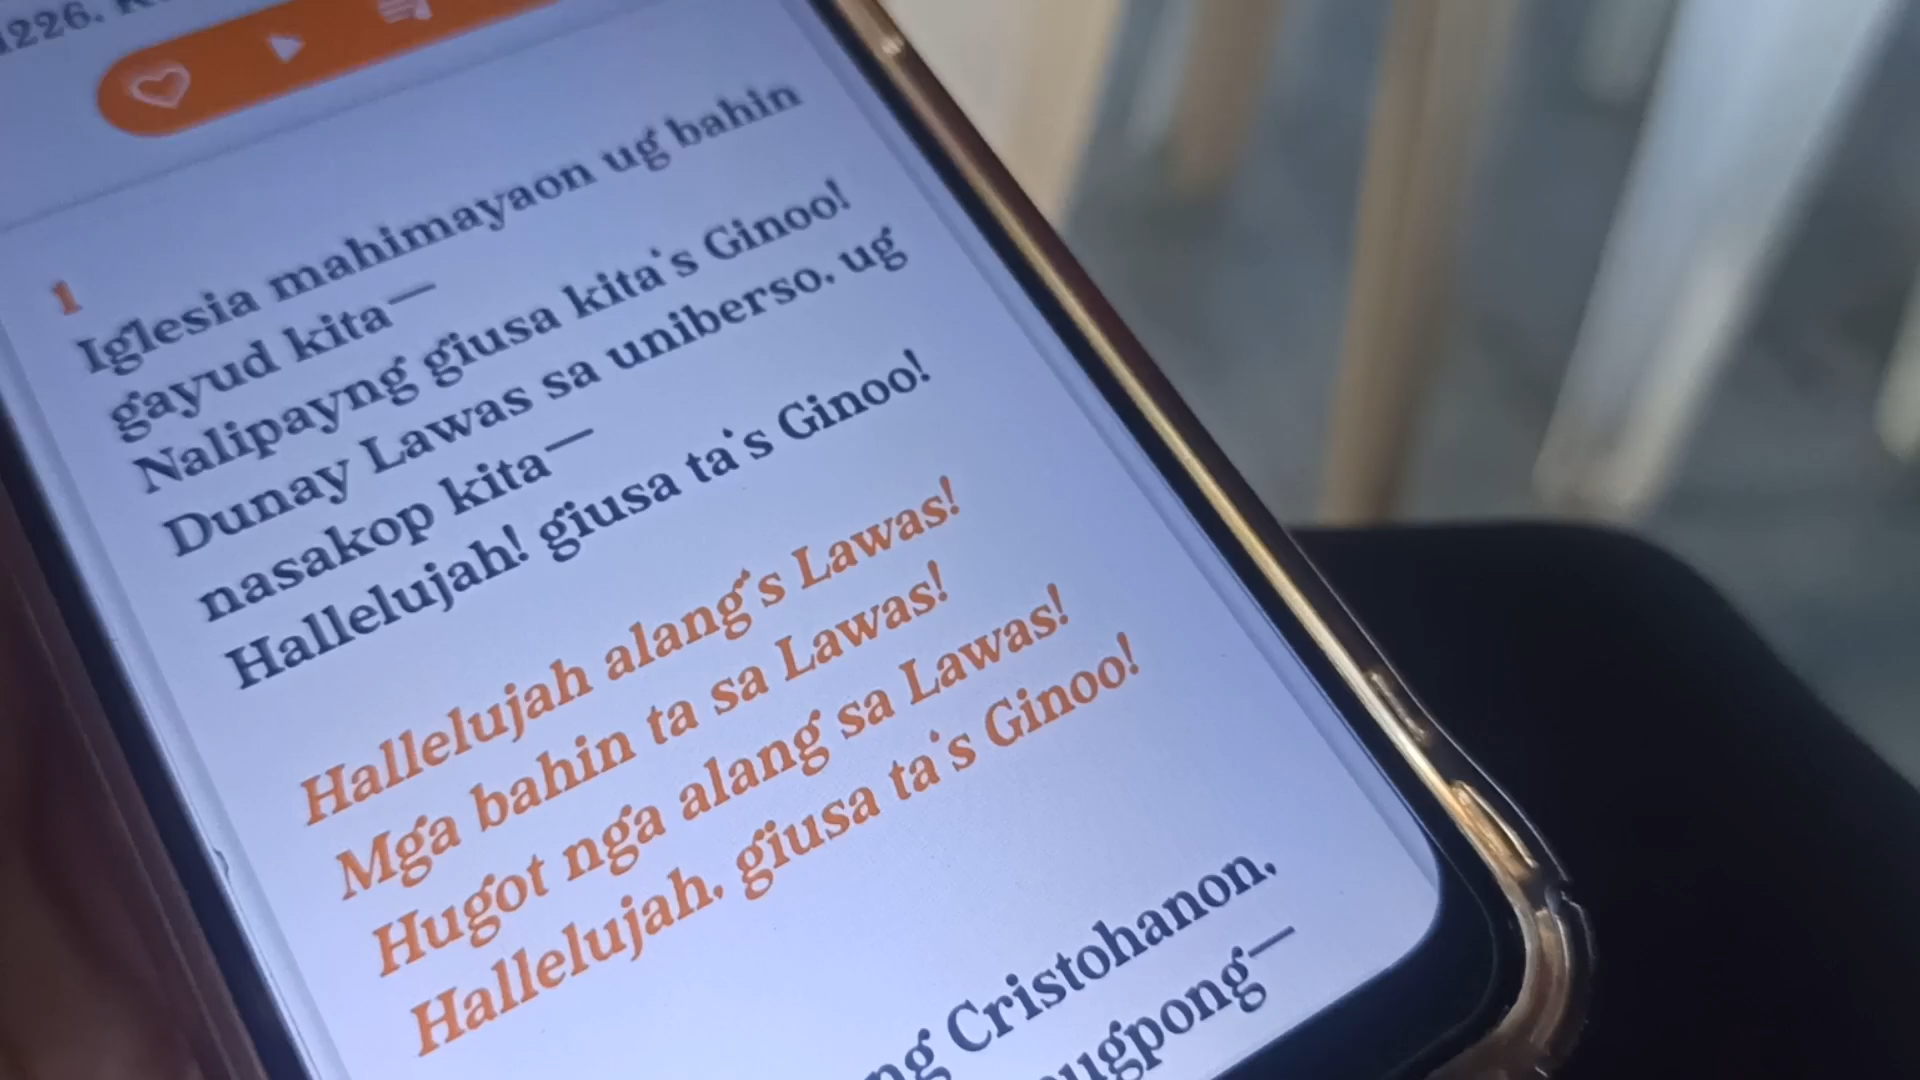 1226.
1
Iglesia mahimayaon ug bahin
gayud kita—
Nalipayng giusa kita's Ginoo!
Dunay Lawas sa uniberso, ug
nasakop kita—
Hallelujah! giusa ta's Ginoo!
Hallelujah alang's Lawas!
Mga bahin ta sa Lawas!
Hugot nga alang sa Lawas!
Hallelujah, giusa ta's Ginoo!
Cristohanon,